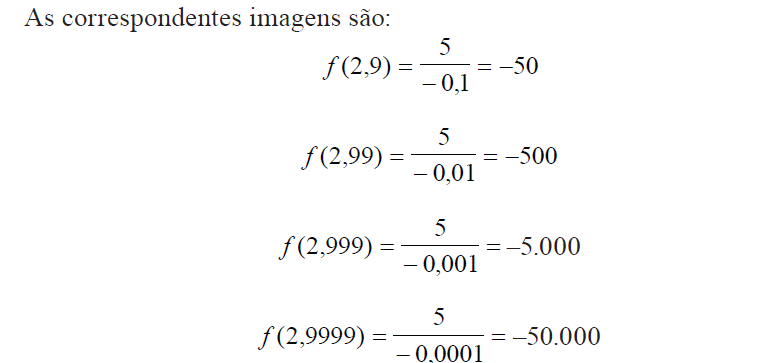 As correspondentes imagens são:
f (2,9) = 5 / – 0,1 = –50
f (2,99) = 5 / – 0,01 = –500
f (2,999) = 5 / – 0,001 = –5.000
f (2,9999) = 5 / – 0,0001 = –50.000